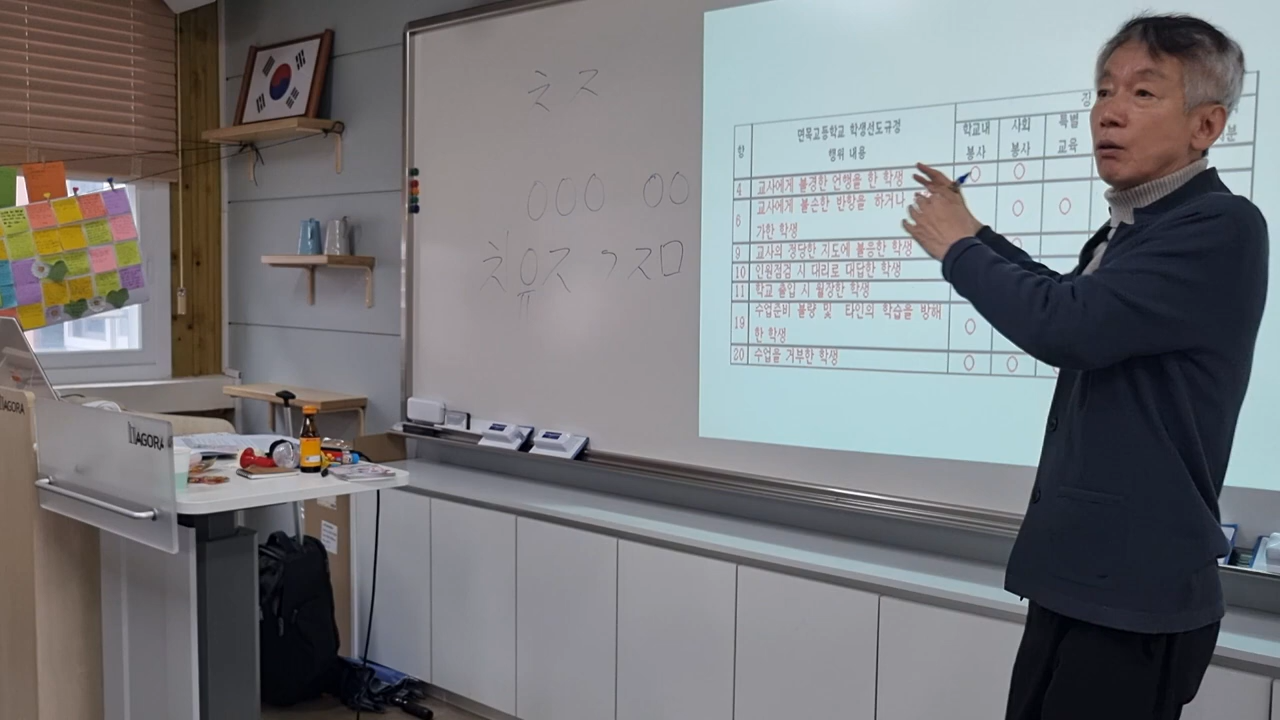 ㅊ ㅈ
○○○ ○○
ㅊ유ㅈ ㄱㅈㅁ
징
항
면목고등학교 학생선도규정
행위 내용
학교내
봉사
사회
봉사
특별
교육
4 교사에게 불경한 언행을 한 학생 ○ ○
6 교사에게 불손한 반항을 하거나
가한 학생 ○ ○
9 교사의 정당한 지도에 불응한 학생
10 인원점검 시 대리로 대답한 학생
11 학교 출입 시 월장한 학생
19 수업준비 불량 및 타인의 학습을 방해
한 학생 ○
20 수업을 거부한 학생 ○ ○
AGORA
AGORA